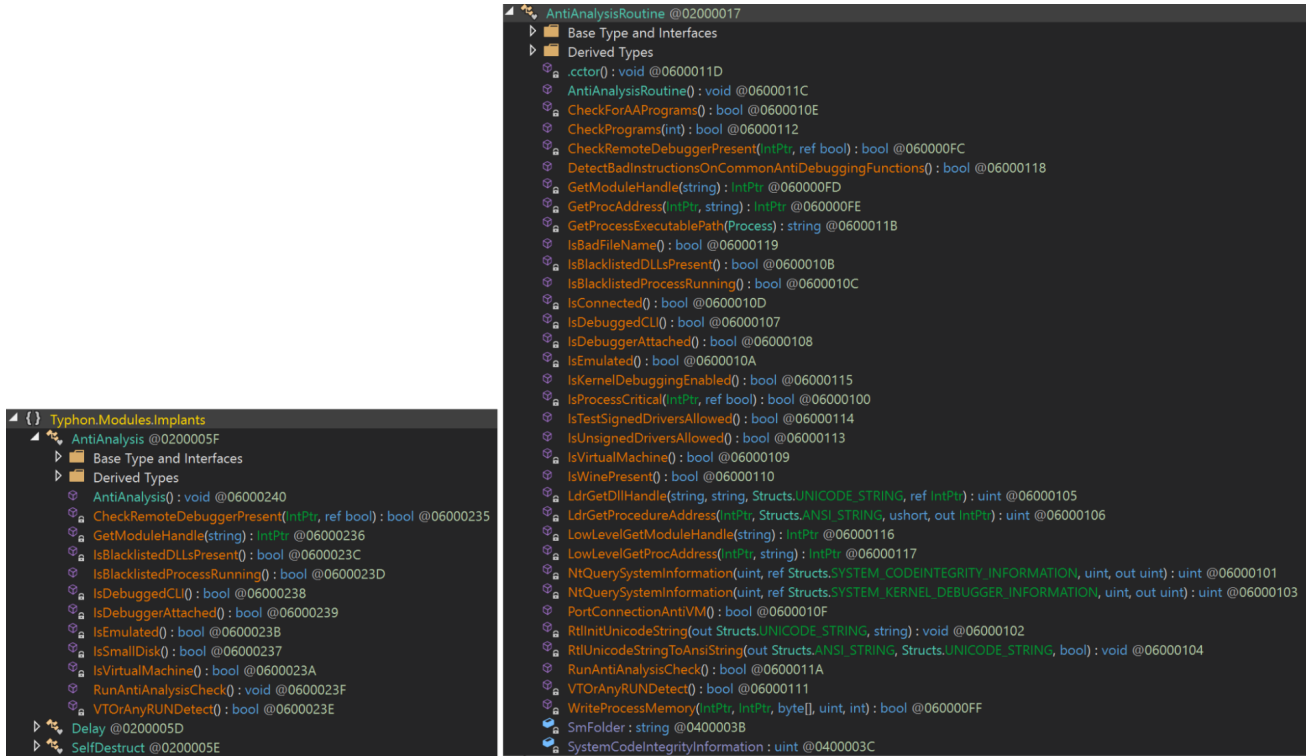 Typhon.Modules.Implants
AntiAnalysis @0200005F
Base Type and Interfaces
Derived Types
AntiAnalysis() : void @06000240
CheckRemoteDebuggerPresent(IntPtr, ref bool) : bool @06000235
GetModuleHandle(string) : IntPtr @06000236
IsBlacklistedDLLsPresent() : bool @0600023C
IsBlacklistedProcessRunning() : bool @0600023D
IsDebuggedCLI() : bool @06000238
IsDebuggerAttached() : bool @06000239
IsEmulated() : bool @0600023B
IsSmallDisk() : bool @06000237
IsVirtualMachine() : bool @0600023A
RunAntiAnalysisCheck() : void @0600023F
VTOrAnyRUNDetect() : bool @0600023E
Delay @0200005D
SelfDestruct @0200005E
AntiAnalysisRoutine @02000017
Base Type and Interfaces
Derived Types
.cctor() : void @0600011D
AntiAnalysisRoutine() : void @0600011C
CheckForAAPrograms() : bool @0600010E
CheckPrograms(int) : bool @06000112
CheckRemoteDebuggerPresent(IntPtr, ref bool) : bool @060000FC
DetectBadInstructionsOnCommonAntiDebuggingFunctions() : bool @06000118
GetModuleHandle(string) : IntPtr @060000FD
GetProcAddress(IntPtr, string) : IntPtr @060000FE
GetProcessExecutablePath(Process) : string @0600011B
IsBadFileName() : bool @06000119
IsBlacklistedDLLsPresent() : bool @0600010B
IsBlacklistedProcessRunning() : bool @0600010C
IsConnected() : bool @0600010D
IsDebuggedCLI() : bool @06000107
IsDebuggerAttached() : bool @06000108
IsEmulated() : bool @0600010A
IsKernelDebuggingEnabled() : bool @06000115
IsProcessCritical(IntPtr, ref bool) : bool @06000100
IsTestSignedDriversAllowed() : bool @06000114
IsUnsignedDriversAllowed() : bool @06000113
IsVirtualMachine() : bool @06000109
IsWinePresent() : bool @06000110
LdrGetDllHandle(string, string, Structs.UNICODE_STRING, ref IntPtr) : uint @06000105
LdrGetProcedureAddress(IntPtr, Structs.ANSI_STRING, ushort, out IntPtr) : uint @06000106
LowLevelGetModuleHandle(string) : IntPtr @06000116
LowLevelGetProcAddress(IntPtr, string) : IntPtr @06000117
NtQuerySystemInformation(uint, ref Structs.SYSTEM_CODEINTEGRITY_INFORMATION, uint, out uint) : uint @06000101
NtQuerySystemInformation(uint, ref Structs.SYSTEM_KERNEL_DEBUGGER_INFORMATION, uint, out uint) : uint @06000103
PortConnectionAntiVM() : bool @0600010F
RtlInitUnicodeString(out Structs.UNICODE_STRING, string) : void @06000102
RtlUnicodeStringToAnsiString(out Structs.ANSI_STRING, Structs.UNICODE_STRING, bool) : void @06000104
RunAntiAnalysisCheck() : bool @0600011A
VTOrAnyRUNDetect() : bool @06000111
WriteProcessMemory(IntPtr, IntPtr, byte[], uint, int) : bool @060000FF
SmFolder : string @0400003B
SystemCodeIntegrityInformation : uint @0400003C